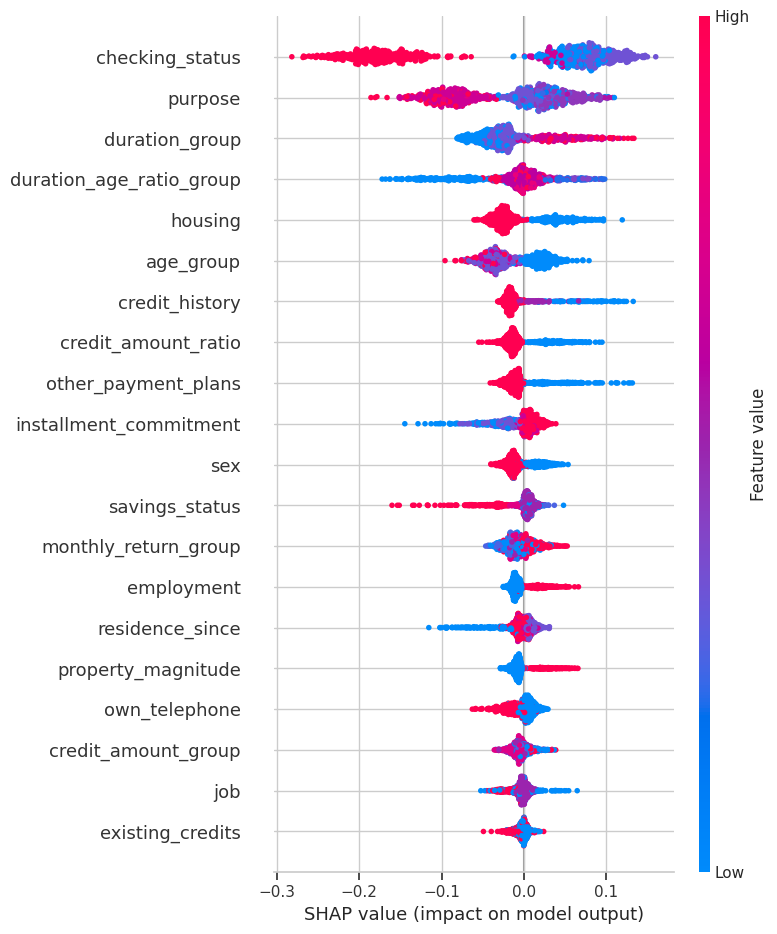 High
checking_status
purpose
duration_group
duration_age_ratio_group
housing
age_group
credit_history
credit_amount_ratio
other_payment_plans
installment_commitment
sex
savings_status
monthly_return_group
employment
residence_since
property_magnitude
own_telephone
credit_amount_group
job
existing_credits
Feature value
Low
−0.3 −0.2 −0.1 0.0 0.1
SHAP value (impact on model output)